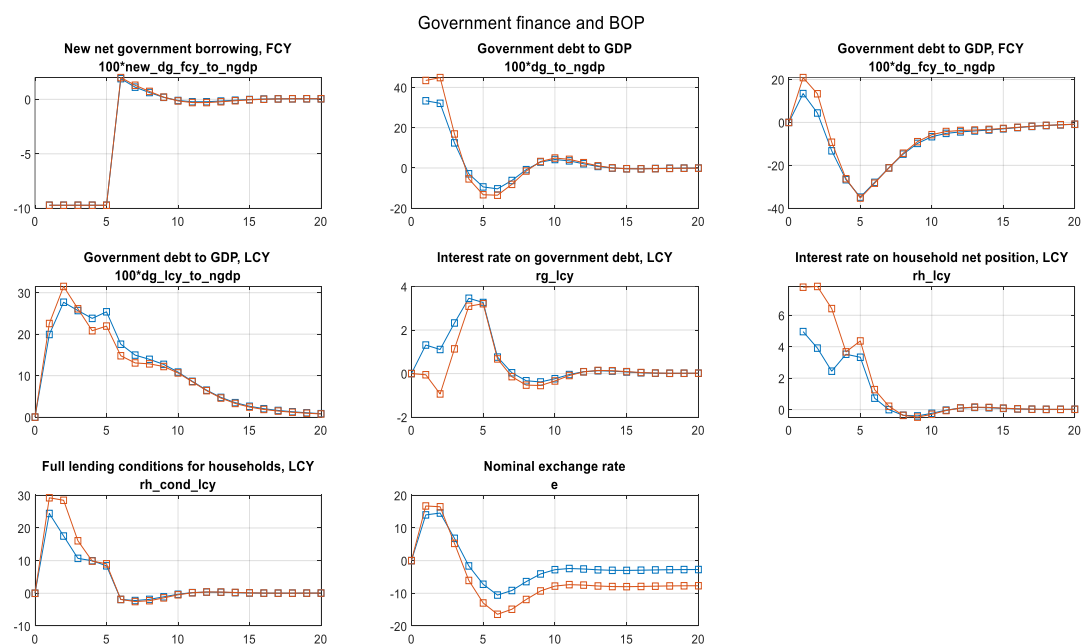 Government finance and BOP
New net government borrowing, FCY
100*new_dg_fcy_to_ngdp
0
-5
-10
0 5 10 15 20
Government debt to GDP
100*dg_to_ngdp
40
20
0
-20
0 5 10 15 20
Government debt to GDP, FCY
100*dg_fcy_to_ngdp
20
0
-20
-40
0 5 10 15 20
Government debt to GDP, LCY
100*dg_lcy_to_ngdp
30
20
10
0
0 5 10 15 20
Interest rate on government debt, LCY
rg_lcy
4
2
0
-2
0 5 10 15 20
Interest rate on household net position, LCY
rh_lcy
6
4
2
0
0 5 10 15 20
Full lending conditions for households, LCY
rh_cond_lcy
30
20
10
0
-10
0 5 10 15 20
Nominal exchange rate
e
20
10
0
-10
-20
0 5 10 15 20